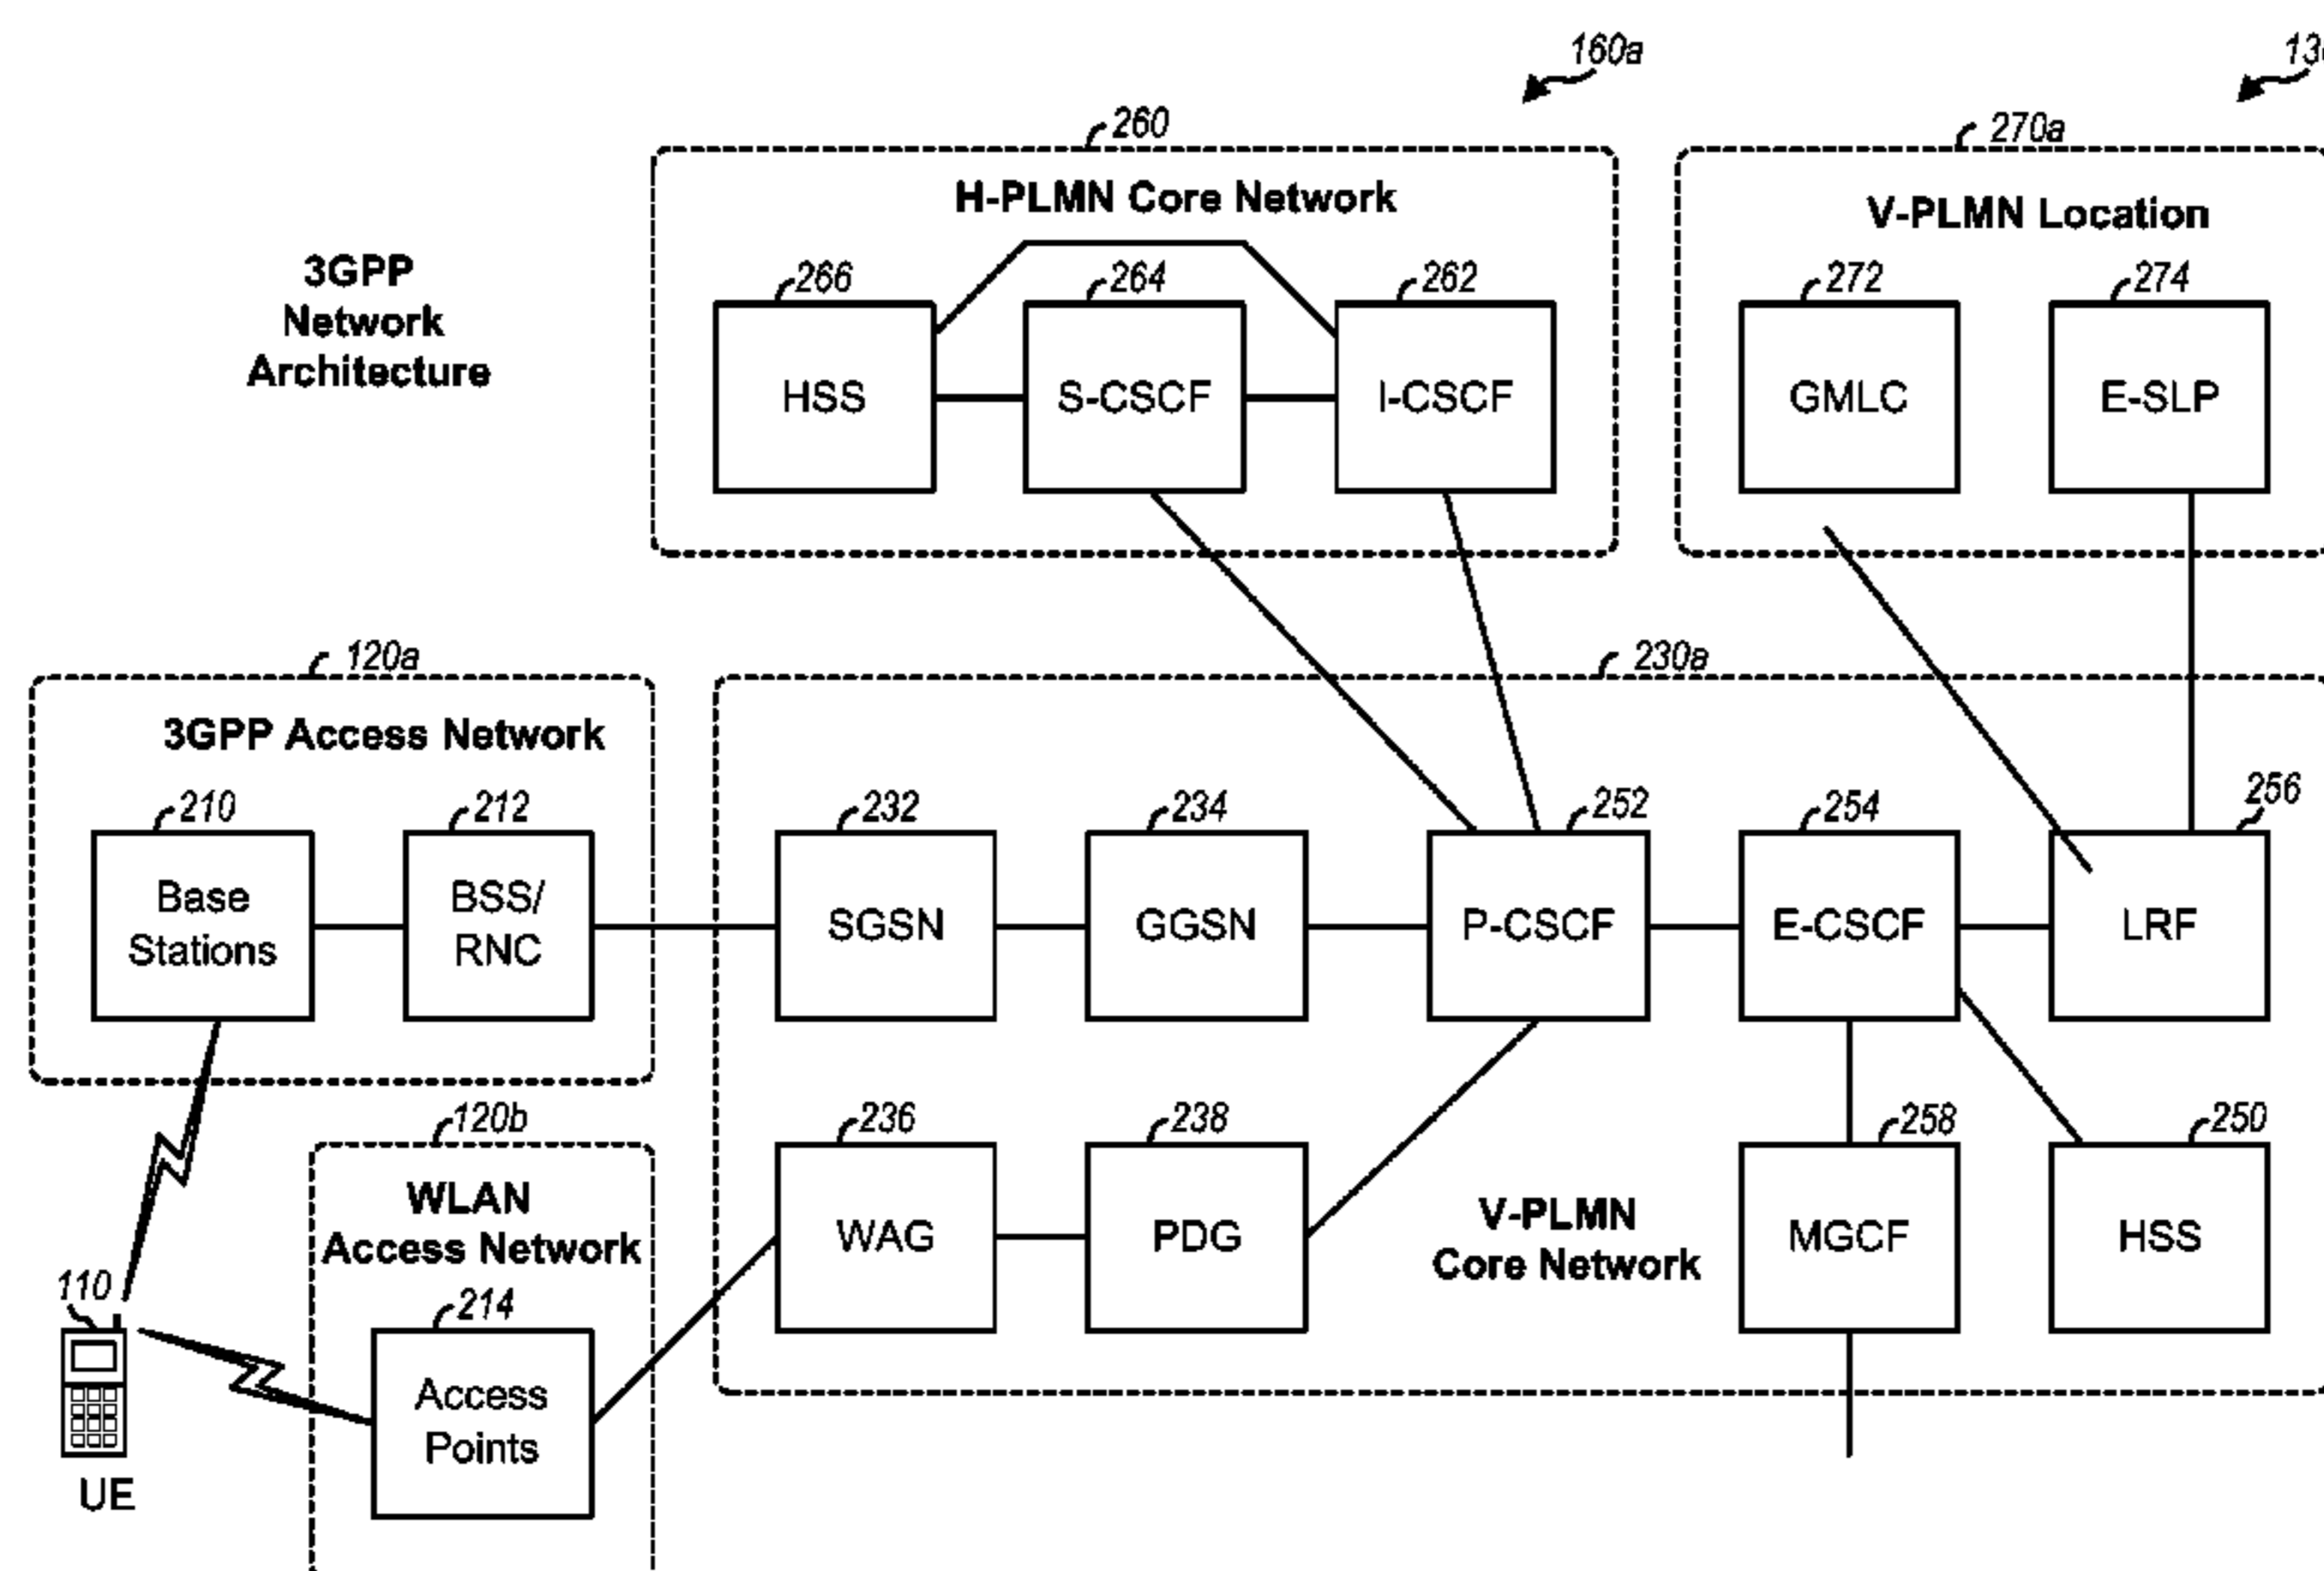 160a
260
270a
H-PLMN Core Network
V-PLMN Location
3GPP
Network
Architecture
266
264
262
272
274
HSS
S-CSCF
I-CSCF
GMLC
E-SLP
120a
230a
3GPP Access Network
210
212
232
234
252
254
256
Base
Stations
BSS/
RNC
SGSN
GGSN
P-CSCF
E-CSCF
LRF
120b
236
238
258
250
WLAN
Access Network
WAG
PDG
V-PLMN
Core Network
MGCF
HSS
110
214
Access
Points
UE